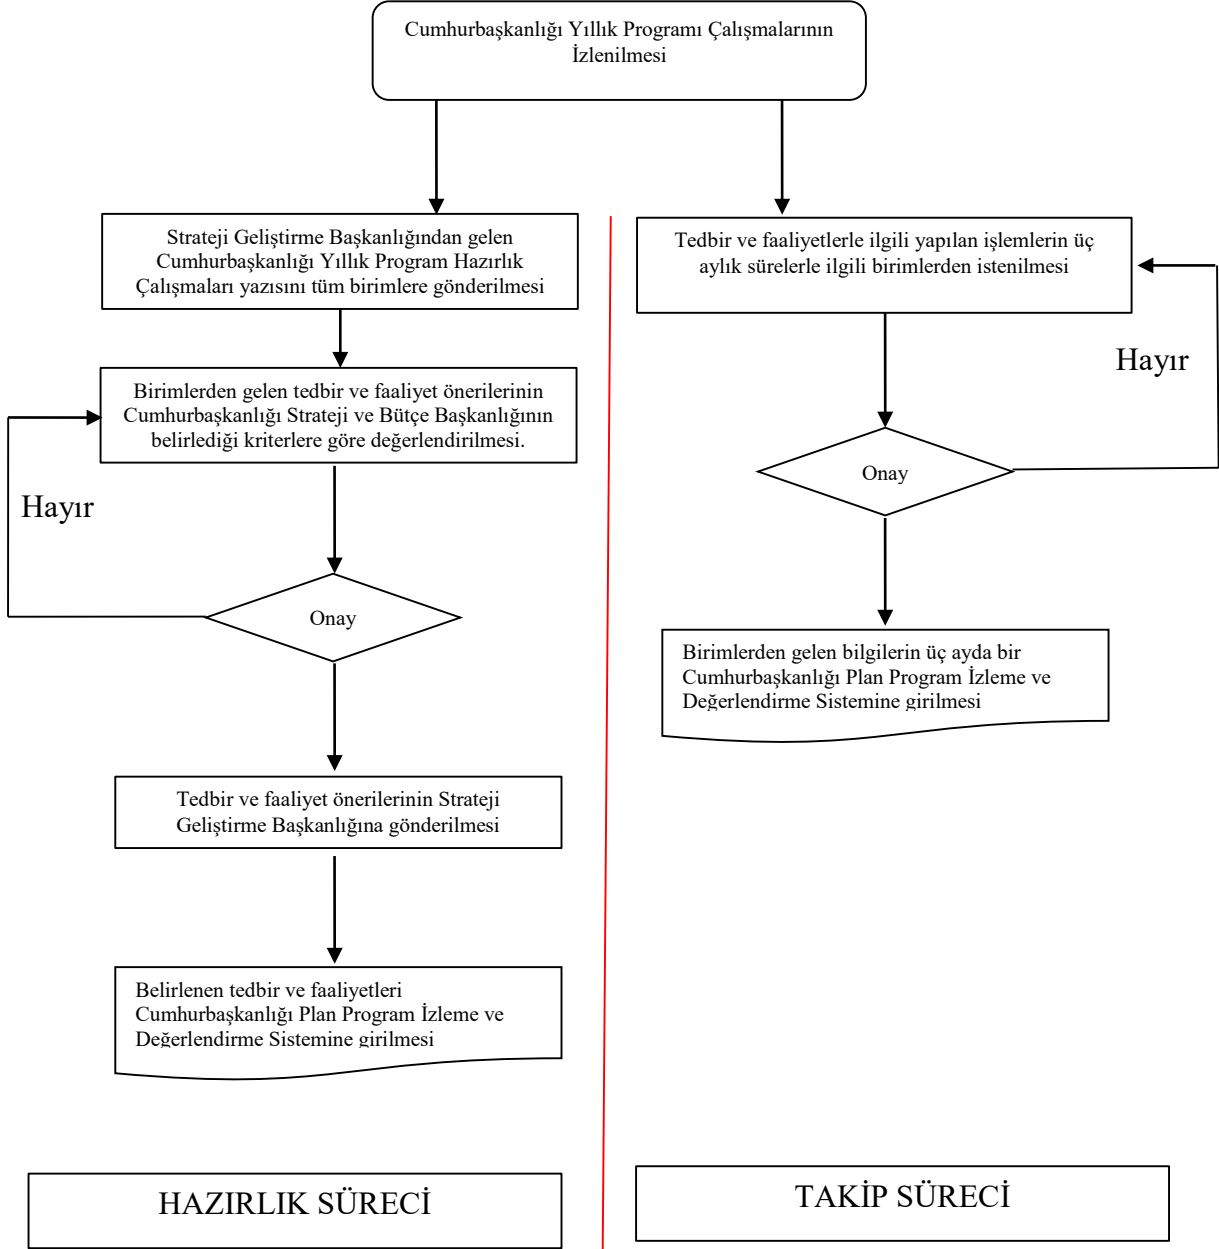 Cumhurbaşkanlığı Yıllık Programı Çalışmalarının
İzlenilmesi
Strateji Geliştirme Başkanlığından gelen
Cumhurbaşkanlığı Yıllık Program Hazırlık
Çalışmaları yazısını tüm birimlere gönderilmesi
Birimlerden gelen tedbir ve faaliyet önerilerinin
Cumhurbaşkanlığı Strateji ve Bütçe Başkanlığının
belirlediği kriterlere göre değerlendirilmesi.
Hayır
Onay
Tedbir ve faaliyet önerilerinin Strateji
Geliştirme Başkanlığına gönderilmesi
Belirlenen tedbir ve faaliyetleri
Cumhurbaşkanlığı Plan Program İzleme ve
Değerlendirme Sistemine girilmesi
HAZIRLIK SÜRECİ
Tedbir ve faaliyetlerle ilgili yapılan işlemlerin üç
aylık sürelerle ilgili birimlerden istenilmesi
Hayır
Onay
Birimlerden gelen bilgilerin üç ayda bir
Cumhurbaşkanlığı Plan Program İzleme ve
Değerlendirme Sistemine girilmesi
TAKİP SÜRECİ